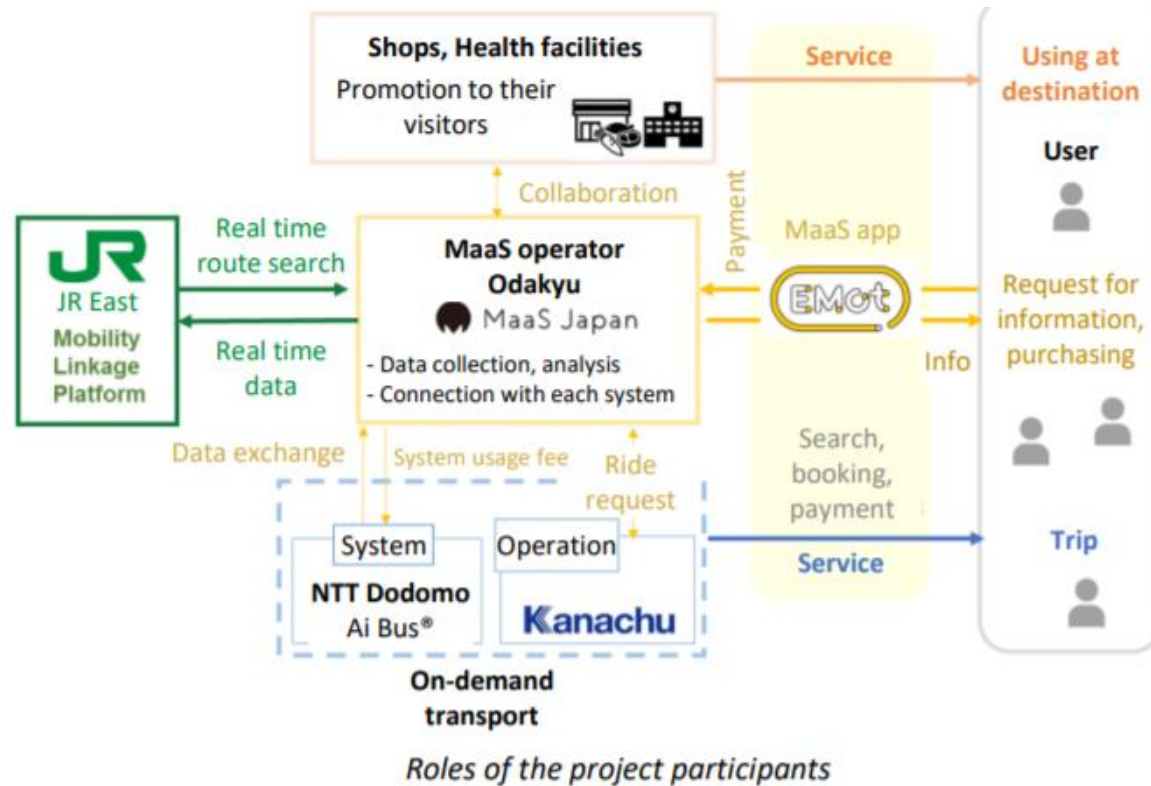 Shops, Health facilities
Promotion to their
visitors
Service
Using at
destination
User
Collaboration
Payment
MaaS app
EMot
Request for
information,
purchasing
Info
JR
JR East
Mobility
Linkage
Platform
Real time
route search
Real time
data
MaaS operator
Odakyu
MaaS Japan
- Data collection, analysis
- Connection with each system
Data exchange
System usage fee
Ride
request
Search,
booking,
payment
Service
Trip
System
NTT Dodomo
Ai Bus®
Operation
Kanachu
On-demand
transport
Roles of the project participants